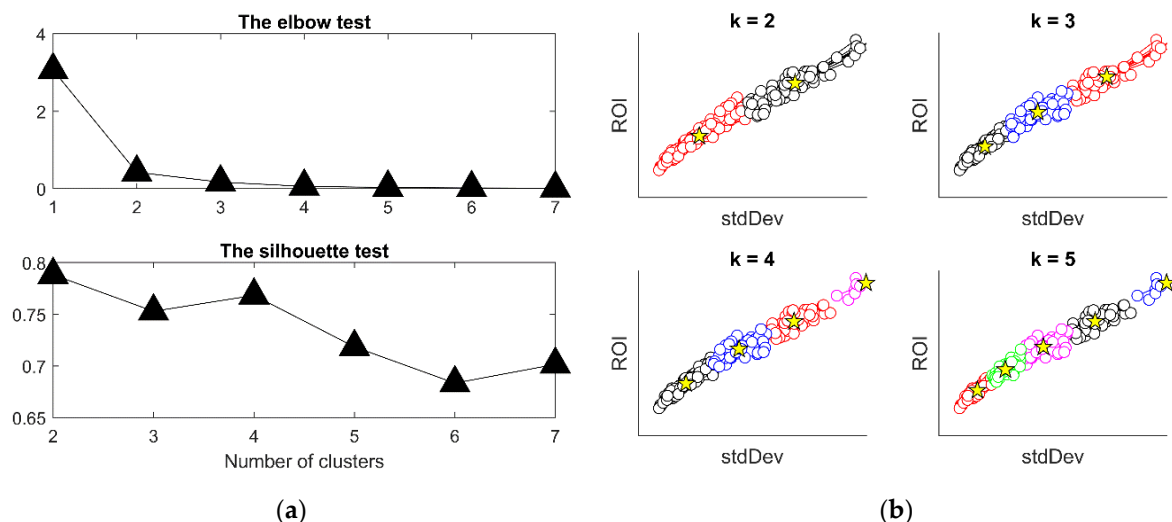 (a)
The elbow test
4
2
0
1 2 3 4 5 6 7
The silhouette test
0.8
0.75
0.7
0.65
2 3 4 5 6 7
Number of clusters
(b)
k = 2
ROI
stdDev
k = 3
ROI
stdDev
k = 4
ROI
stdDev
k = 5
ROI
stdDev